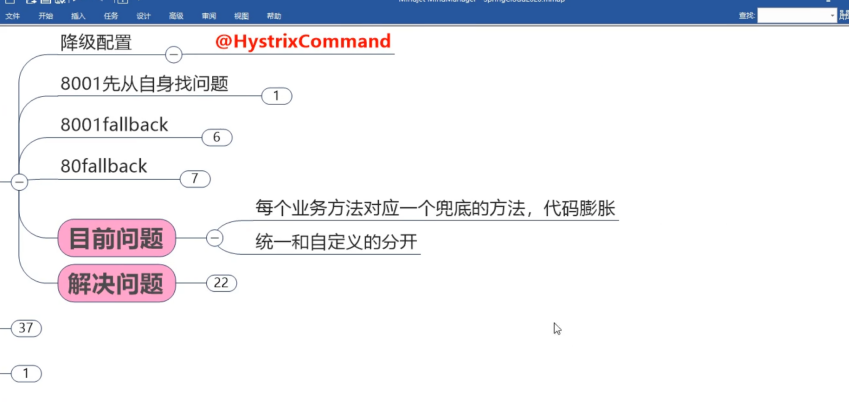 文件 开始 插入 任务 设计 高级 审阅 视图 帮助 查找:
降级配置
@HystrixCommand
8001先从自身找问题
1
8001fallback
6
80fallback
7
目前问题
每个业务方法对应一个兜底的方法，代码膨胀
统一和自定义的分开
解决问题
22
37
1